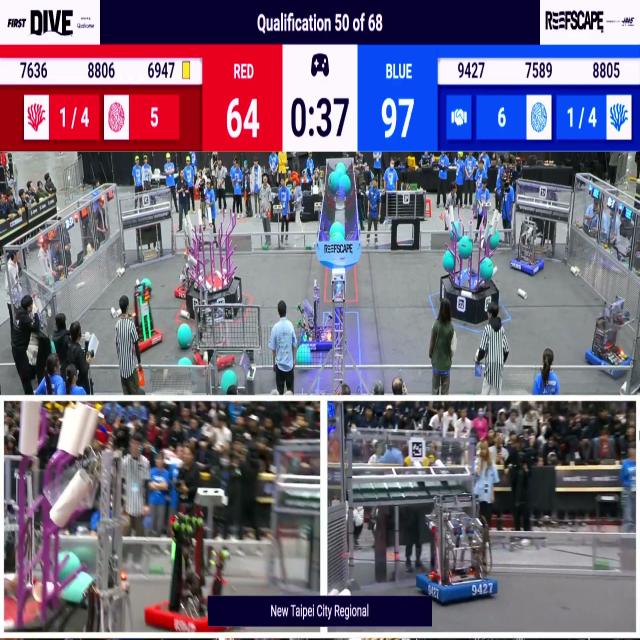 FIRST DIVE Qualcomm
Qualification 50 of 68
REEFSCAPE
7636 8806 6947
RED
BLUE
9427 7589 8805
1 / 4 5
64
0:37
97
6 1 / 4
REEFSCAPE
9427
New Taipei City Regional